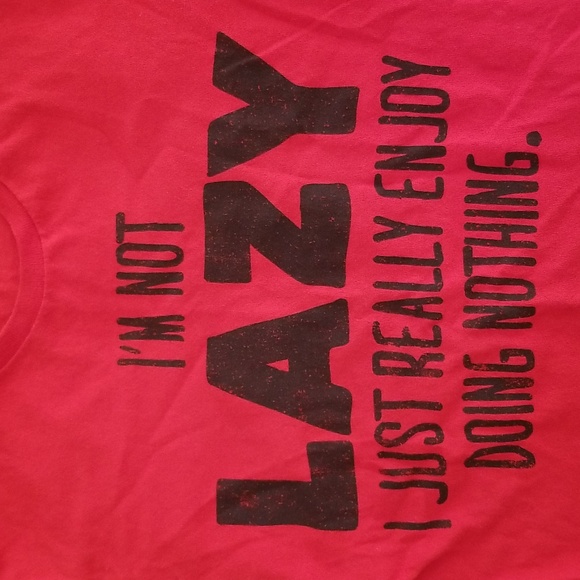 I'M NOT
LAZY
I JUST REALLY ENJOY
DOING NOTHING.